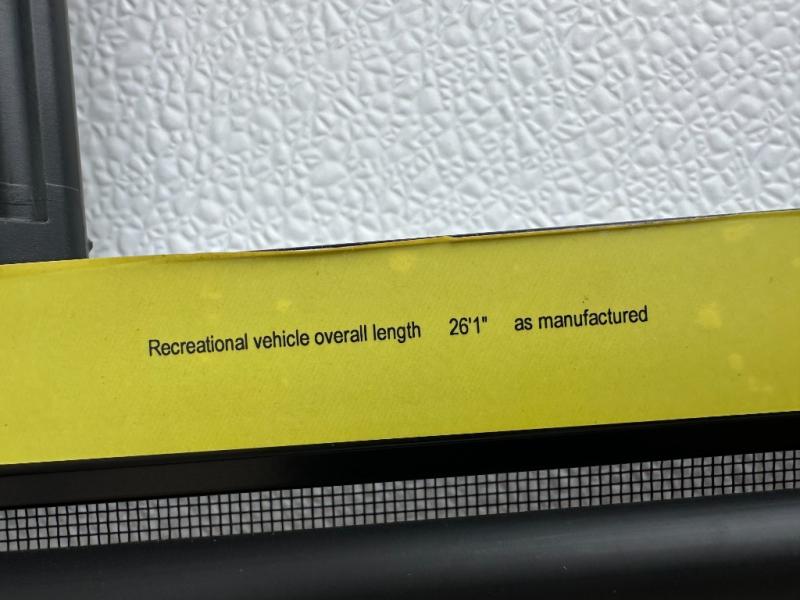 Recreational vehicle overall length 26'1" as manufactured